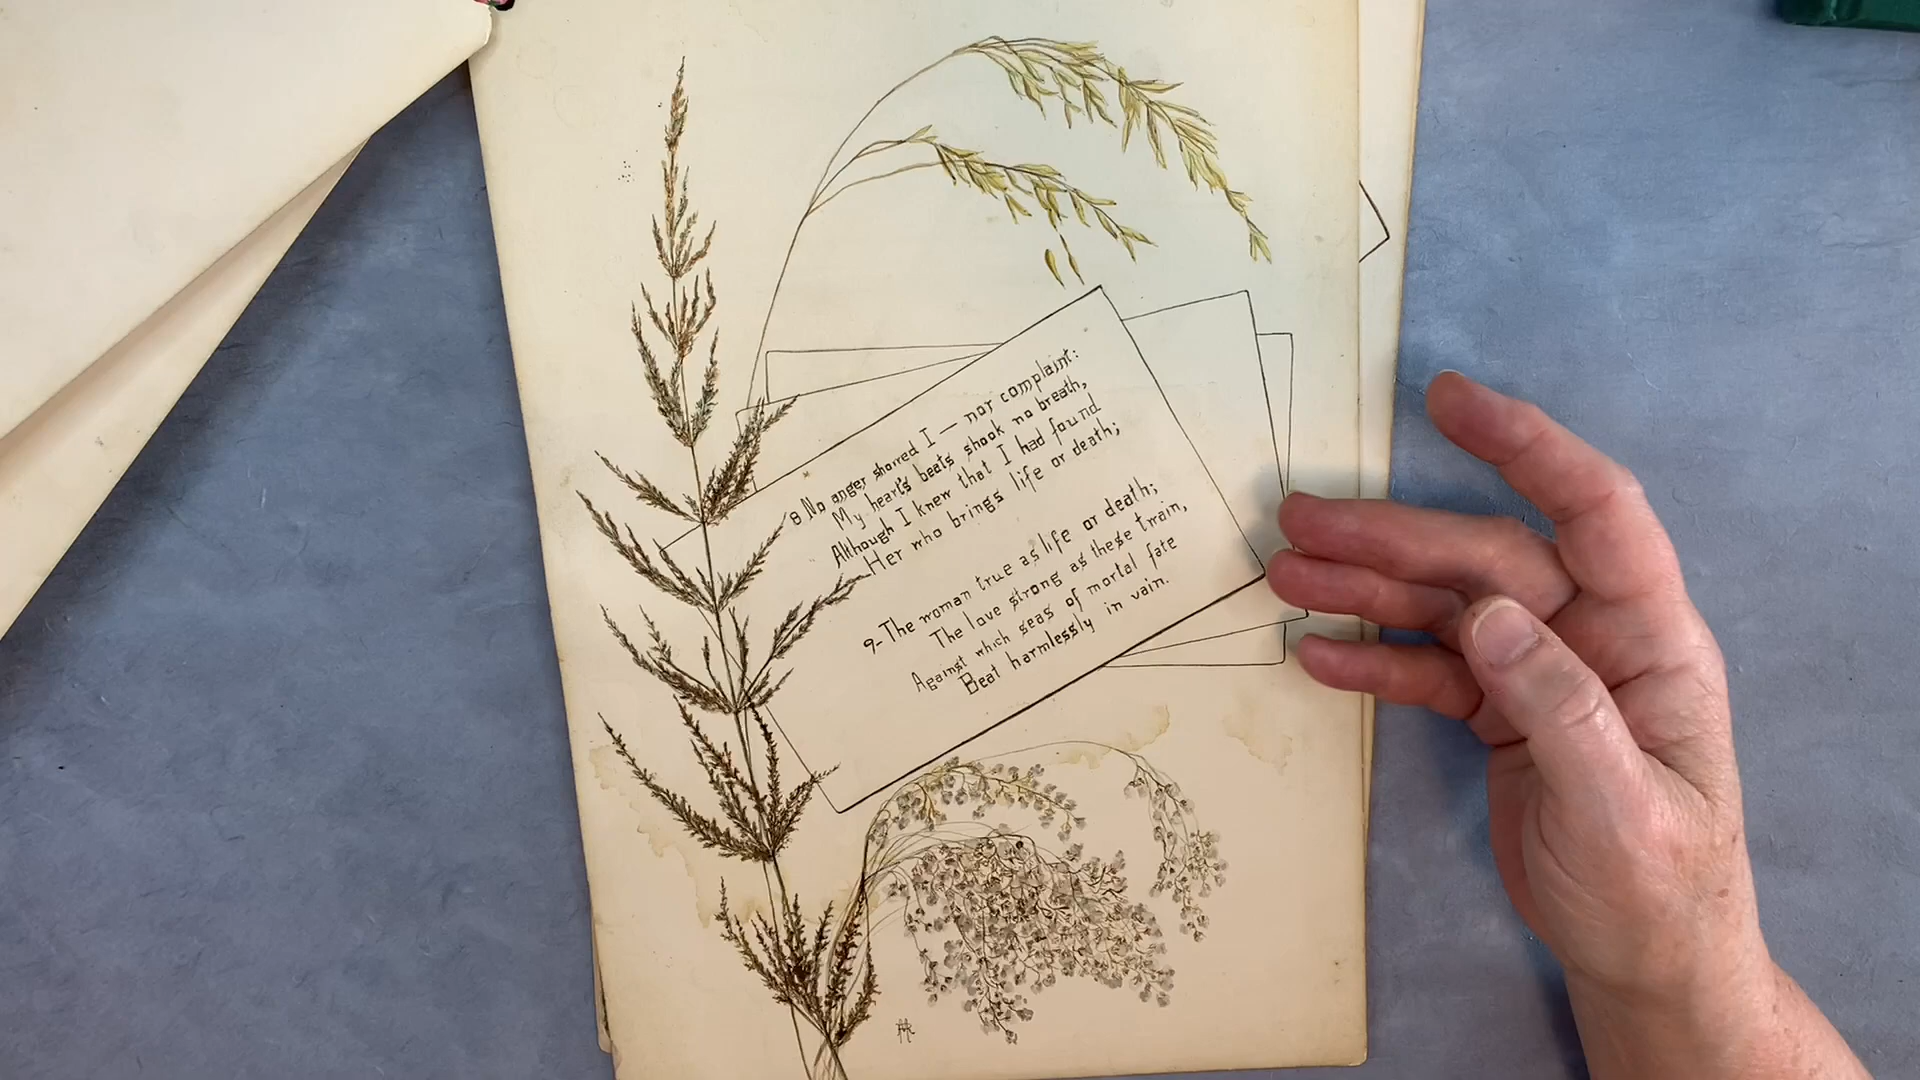 8 No anger shorred I — nor complaint:
My heart's beats shook no breath,
Although I knew that I had found
Her who brings life or death;
9- The woman true as life or death;
The love strong as these twain,
Against which seas of mortal fate
Beat harmlessly in vain.